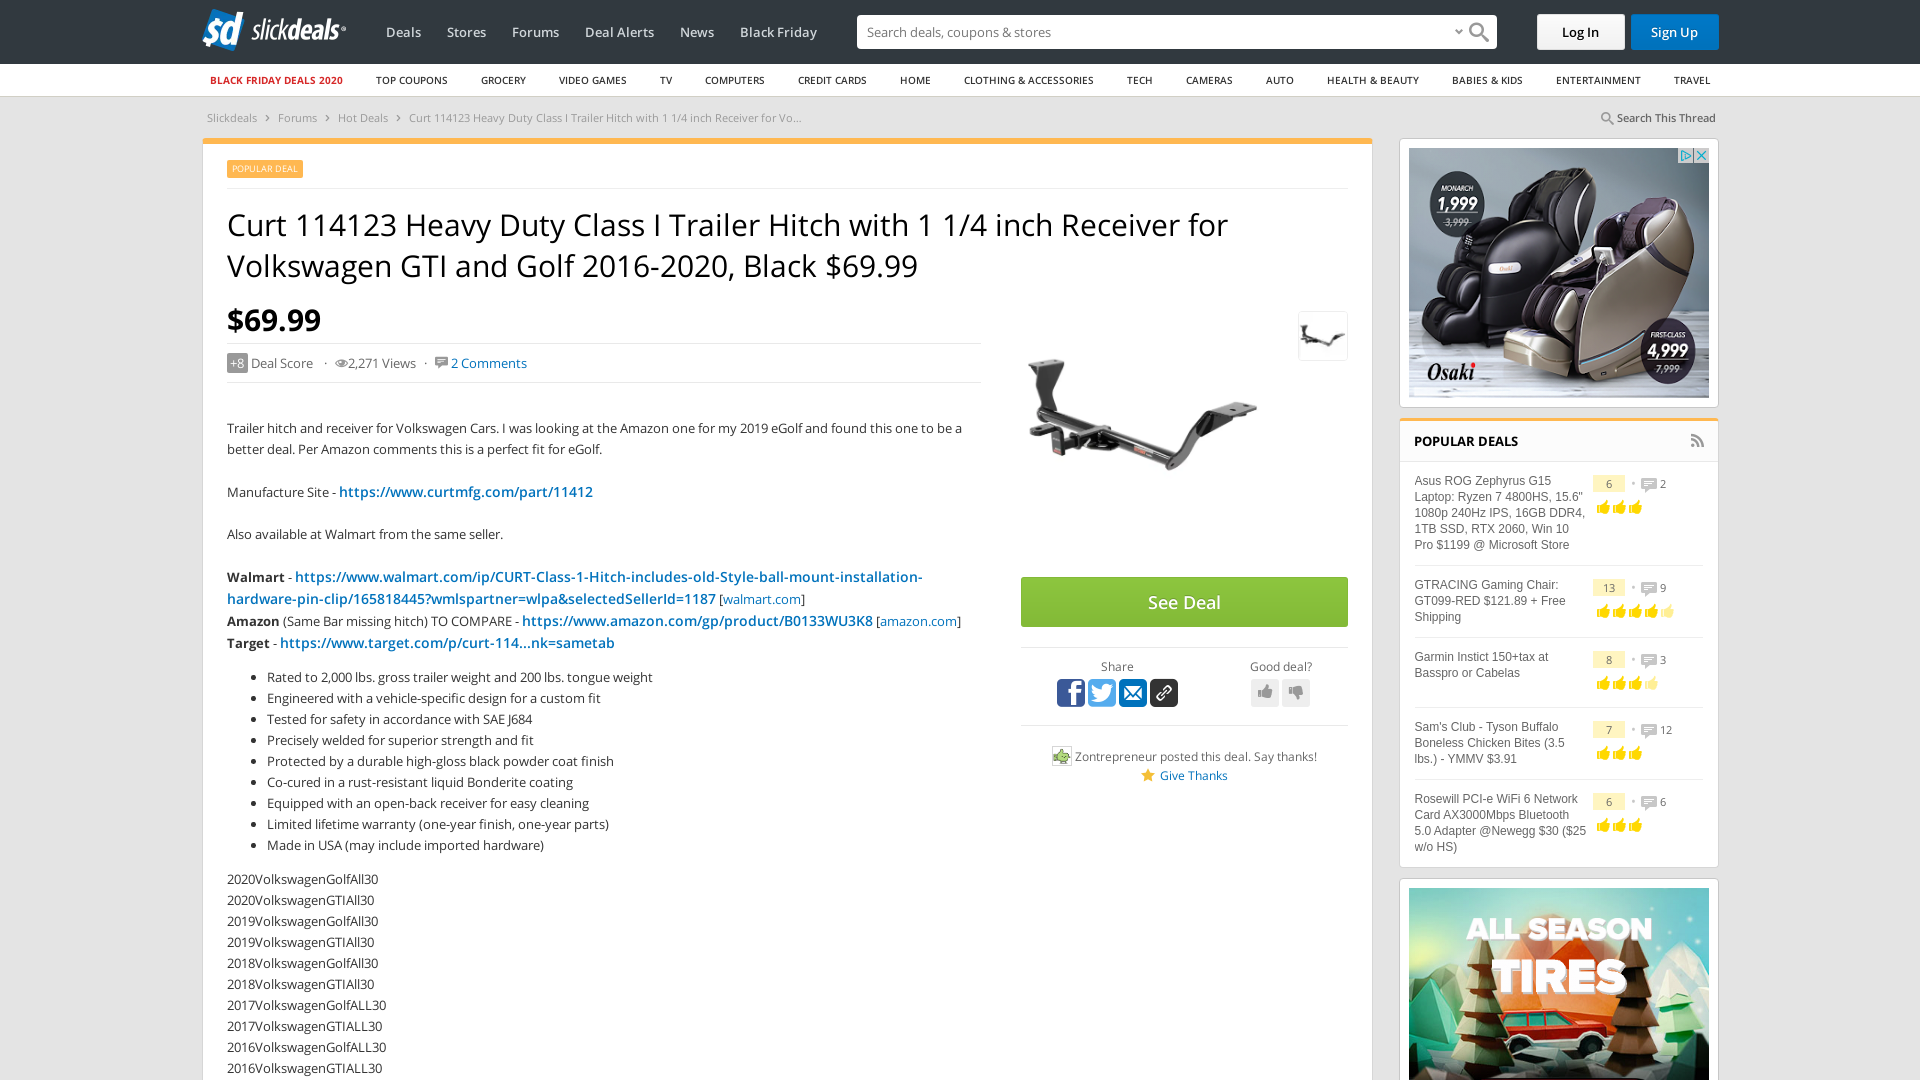 sd slickdeals
Deals
Stores
Forums
Deal Alerts
News
Black Friday
Search deals, coupons & stores
Log In
Sign Up
BLACK FRIDAY DEALS 2020
TOP COUPONS
GROCERY
VIDEO GAMES
TV
COMPUTERS
CREDIT CARDS
HOME
CLOTHING & ACCESSORIES
TECH
CAMERAS
AUTO
HEALTH & BEAUTY
BABIES & KIDS
ENTERTAINMENT
TRAVEL
Slickdeals › Forums › Hot Deals › Curt 114123 Heavy Duty Class I Trailer Hitch with 1 1/4 inch Receiver for Vo...
Search This Thread
POPULAR DEAL
Curt 114123 Heavy Duty Class I Trailer Hitch with 1 1/4 inch Receiver for
Volkswagen GTI and Golf 2016-2020, Black $69.99
$69.99
+8 Deal Score · 2,271 Views · 2 Comments
Trailer hitch and receiver for Volkswagen Cars. I was looking at the Amazon one for my 2019 eGolf and found this one to be a
better deal. Per Amazon comments this is a perfect fit for eGolf.
Manufacture Site - https://www.curtmfg.com/part/11412
Also available at Walmart from the same seller.
Walmart - https://www.walmart.com/ip/CURT-Class-1-Hitch-includes-old-Style-ball-mount-installation-
hardware-pin-clip/165818445?wmlspartner=wlpa&selectedSellerId=1187 [walmart.com]
Amazon (Same Bar missing hitch) TO COMPARE - https://www.amazon.com/gp/product/B0133WU3K8 [amazon.com]
Target - https://www.target.com/p/curt-114...nk=sametab
• Rated to 2,000 lbs. gross trailer weight and 200 lbs. tongue weight
• Engineered with a vehicle-specific design for a custom fit
• Tested for safety in accordance with SAE J684
• Precisely welded for superior strength and fit
• Protected by a durable high-gloss black powder coat finish
• Co-cured in a rust-resistant liquid Bonderite coating
• Equipped with an open-back receiver for easy cleaning
• Limited lifetime warranty (one-year finish, one-year parts)
• Made in USA (may include imported hardware)
2020VolkswagenGolfAll30
2020VolkswagenGTIAll30
2019VolkswagenGolfAll30
2019VolkswagenGTIAll30
2018VolkswagenGolfAll30
2018VolkswagenGTIAll30
2017VolkswagenGolfALL30
2017VolkswagenGTIALL30
2016VolkswagenGolfALL30
2016VolkswagenGTIALL30
See Deal
Share
Good deal?
Zontrepreneur posted this deal. Say thanks!
Give Thanks
MONARCH
1,999
3,999
Osaki
FIRST-CLASS
4,999
7,999
Osaki
POPULAR DEALS
Asus ROG Zephyrus G15
Laptop: Ryzen 7 4800HS, 15.6"
1080p 240Hz IPS, 16GB DDR4,
1TB SSD, RTX 2060, Win 10
Pro $1199 @ Microsoft Store
6 • 2
GTRACING Gaming Chair:
GT099-RED $121.89 + Free
Shipping
13 • 9
Garmin Instict 150+tax at
Basspro or Cabelas
8 • 3
Sam's Club - Tyson Buffalo
Boneless Chicken Bites (3.5
lbs.) - YMMV $3.91
7 • 12
Rosewill PCI-e WiFi 6 Network
Card AX3000Mbps Bluetooth
5.0 Adapter @Newegg $30 ($25
w/o HS)
6 • 6
ALL SEASON
TIRES